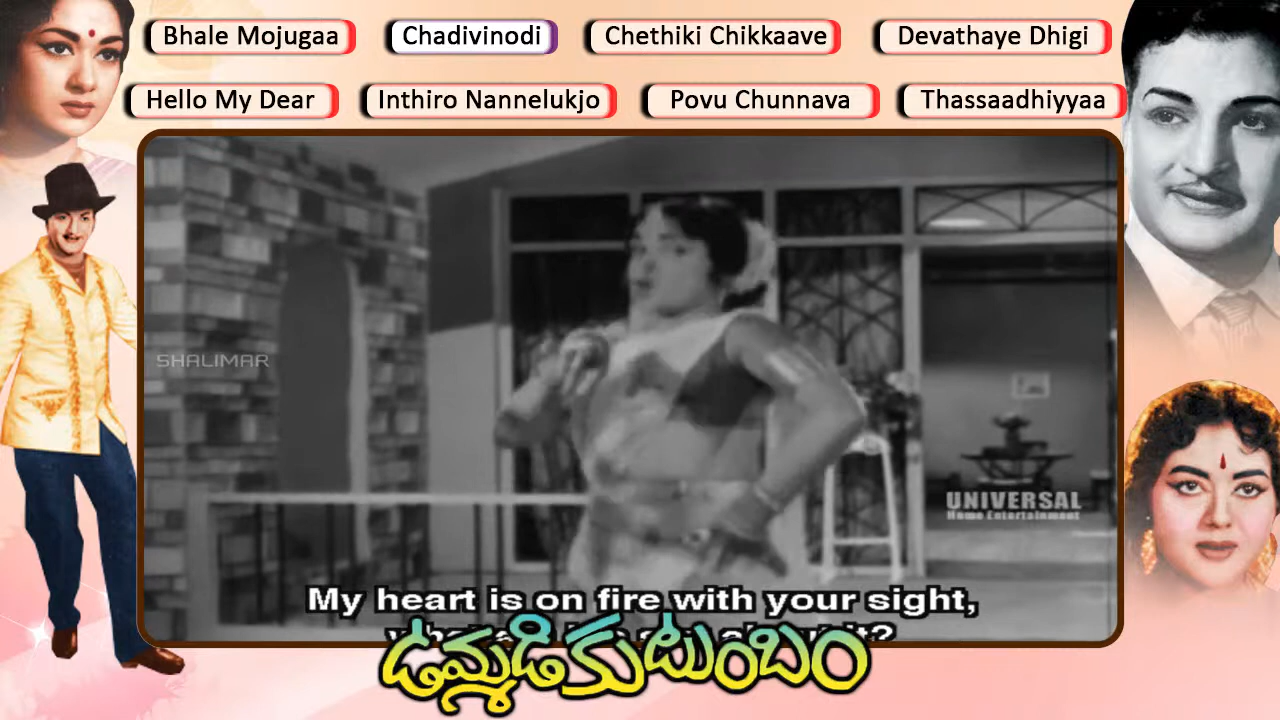 Bhale Mojugaa
Chadivinodi
Chethiki Chikkaave
Devathaye Dhigi
Hello My Dear
Inthiro Nannelukjo
Povu Chunnava
Thassaadhiyyaa
SHALIMAR
UNIVERSAL
Home Entertainment
My heart is on fire with your sight,
it?
ఉమ్మడి కుటుంబం